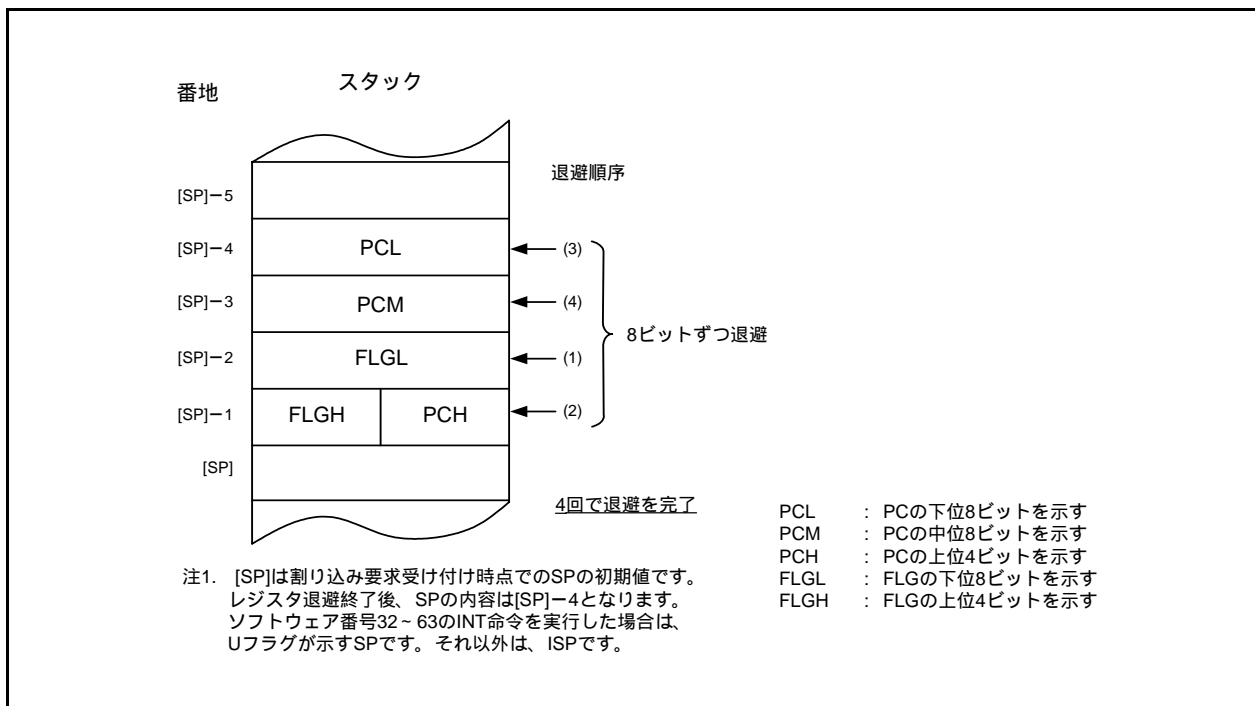 番地
スタック
退避順序
[SP]ー5
[SP]ー4 PCL (3)
[SP]ー3 PCM (4)
8ビットずつ退避
[SP]ー2 FLGL (1)
[SP]ー1 FLGH PCH (2)
[SP]
4回で退避を完了
PCL : PCの下位8ビットを示す
PCM : PCの中位8ビットを示す
PCH : PCの上位4ビットを示す
FLGL : FLGの下位8ビットを示す
FLGH : FLGの上位4ビットを示す
注1. [SP]は割り込み要求受け付け時点でのSPの初期値です。
レジスタ退避終了後、SPの内容は[SP]ー4となります。
ソフトウェア番号32～63のINT命令を実行した場合は、
Uフラグが示すSPです。それ以外は、ISPです。